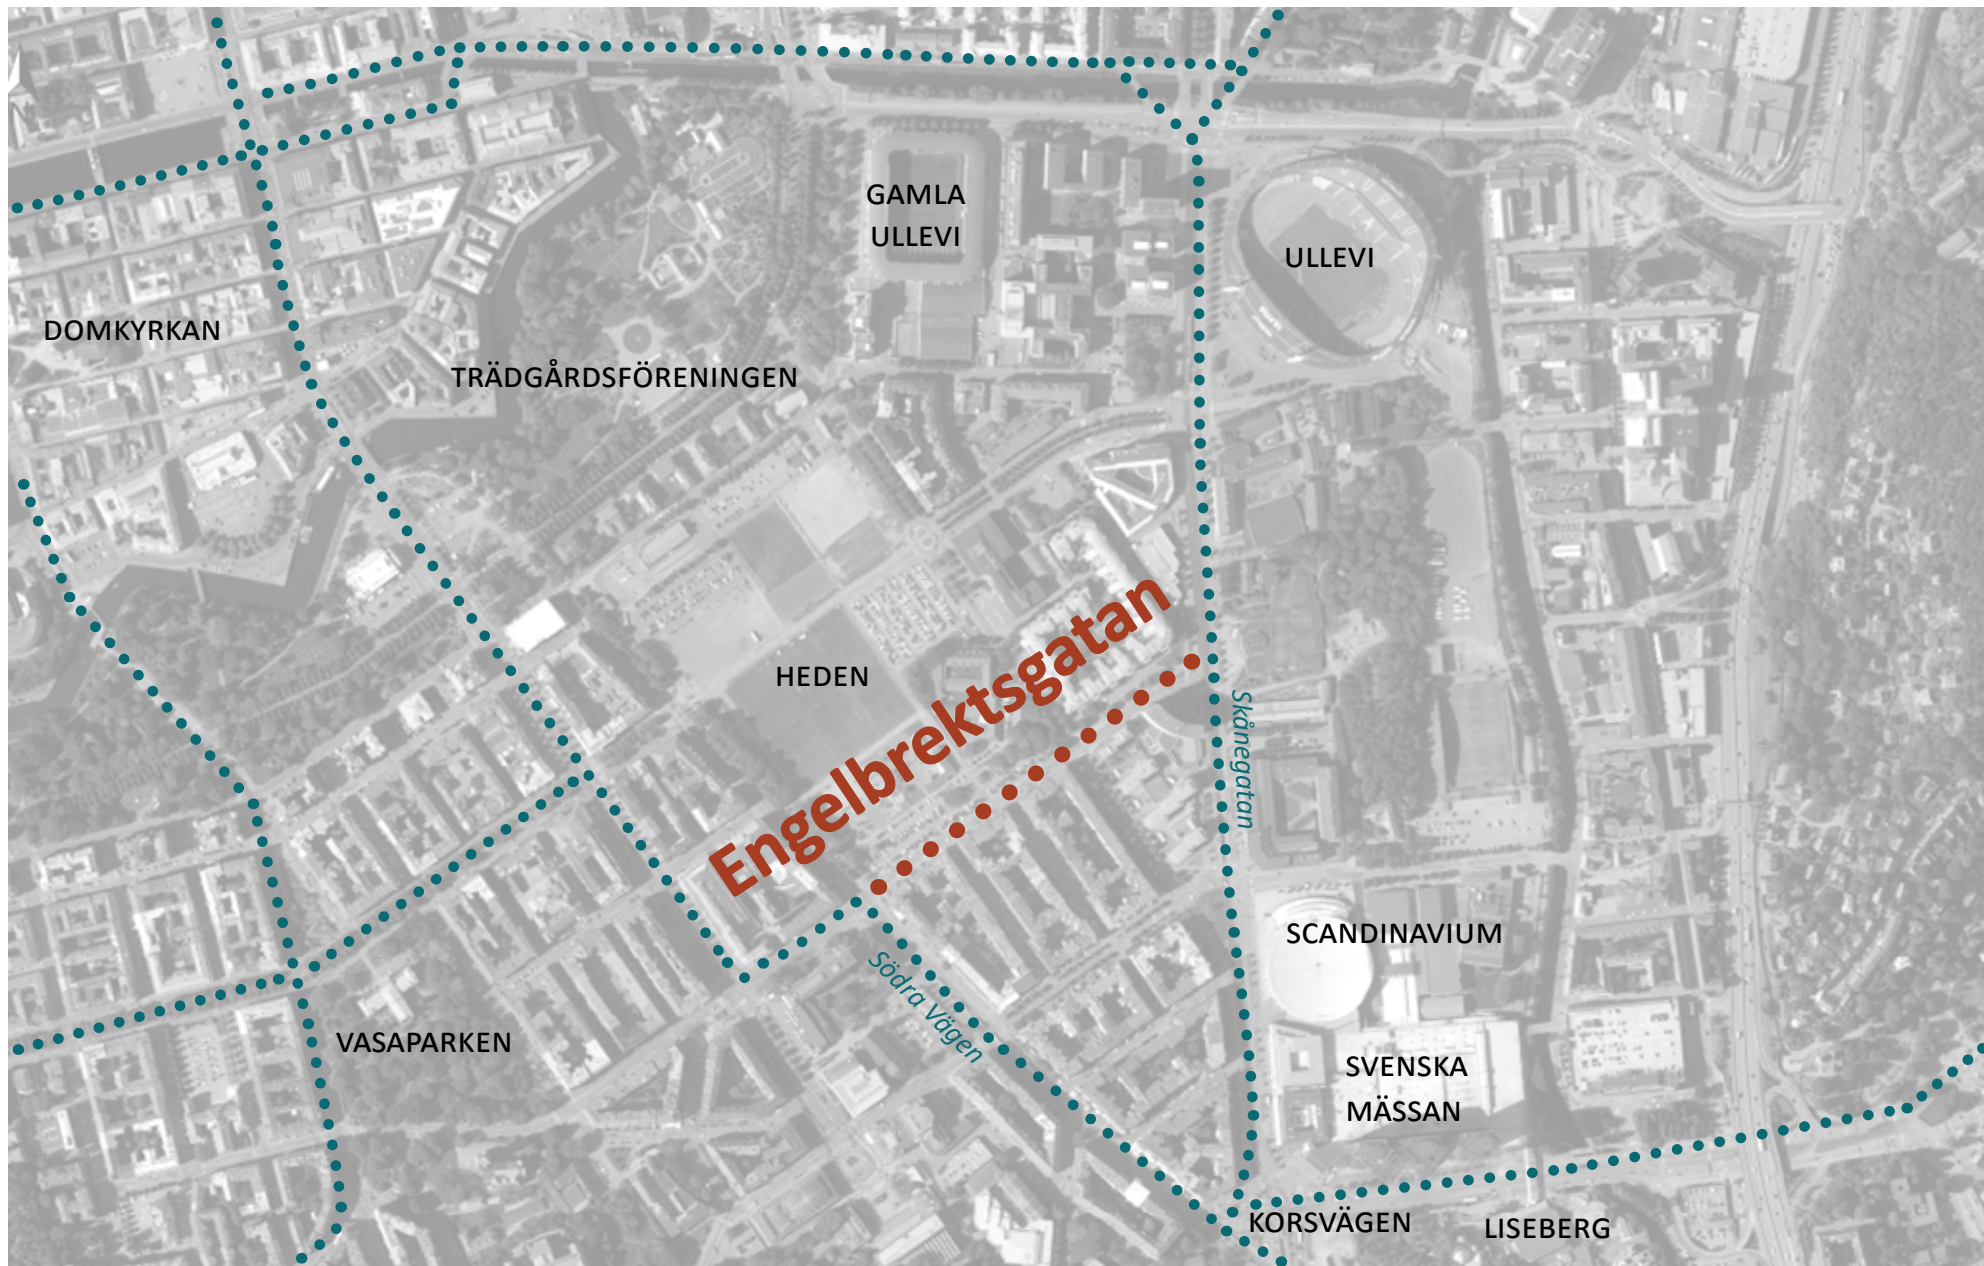 GAMLA
ULLEVI
ULLEVI
DOMKYRKAN
TRÄDGÅRDSFÖRENINGEN
HEDEN
Engelbrektsgatan
Skånegatan
SCANDINAVIUM
Södra Vägen
VASAPARKEN
SVENSKA
MÄSSAN
KORSVÄGEN
LISEBERG